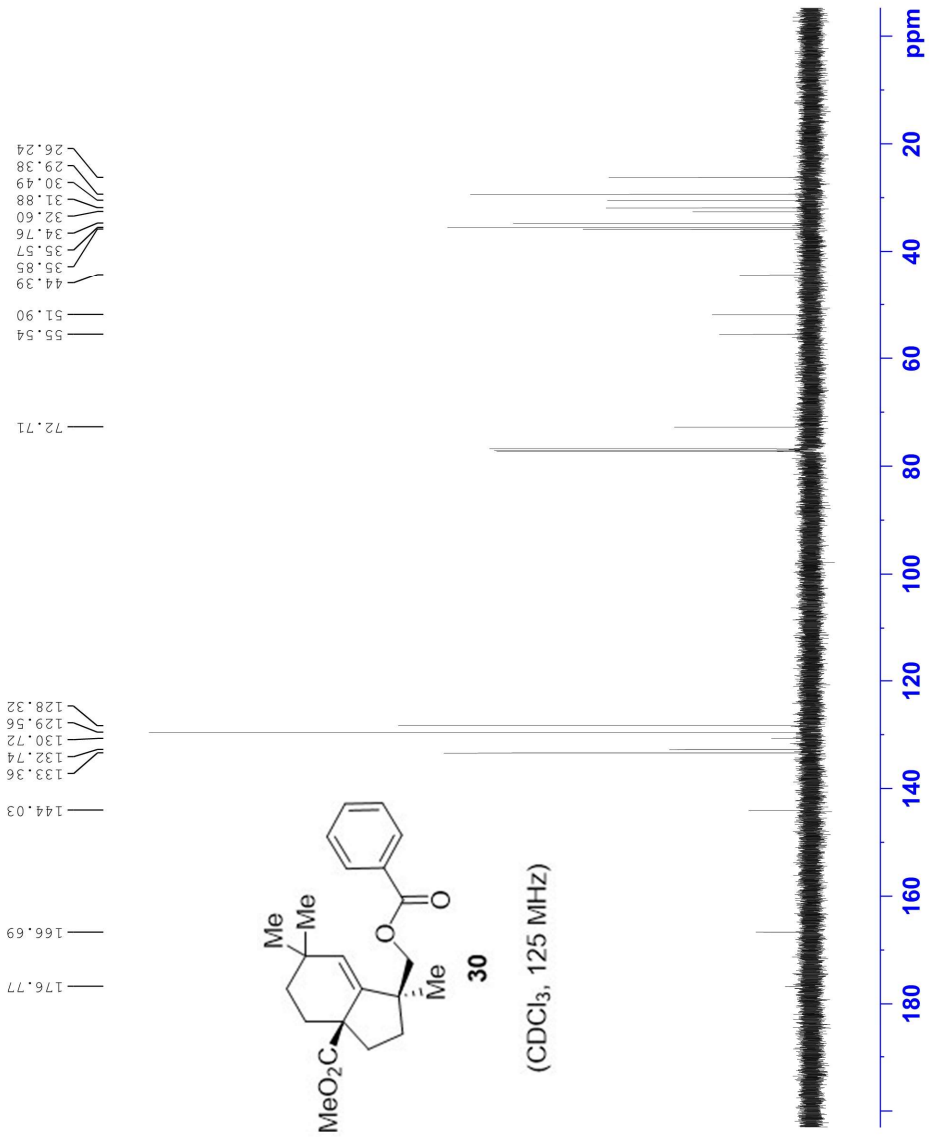 176.77
166.69
144.03
133.36
132.74
130.72
129.56
128.32
72.71
55.54
51.90
44.39
35.85
35.57
34.76
32.60
31.88
30.49
29.38
26.24
MeO₂C
Me
Me
Me
O
O
30
(CDCl₃, 125 MHz)
180 160 140 120 100 80 60 40 20 ppm